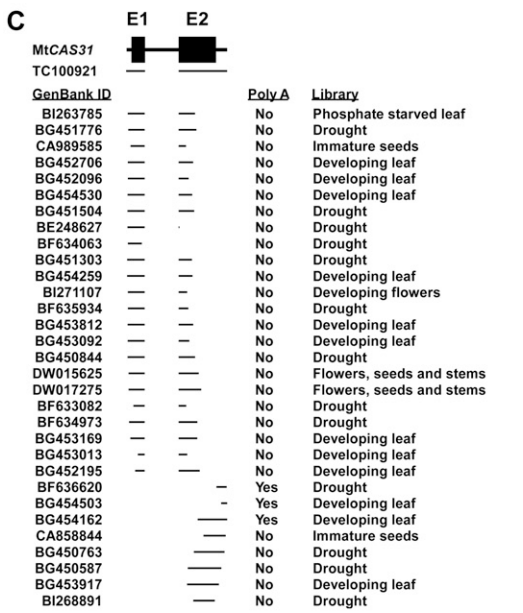 C
E1 E2
MtCAS31
TC100921
GenBank ID Poly A Library
BI263785 No Phosphate starved leaf
BG451776 No Drought
CA989585 No Immature seeds
BG452706 No Developing leaf
BG452096 No Developing leaf
BG454530 No Developing leaf
BG451504 No Drought
BE248627 No Drought
BF634063 No Drought
BG451303 No Drought
BG454259 No Developing leaf
BI271107 No Developing flowers
BF635934 No Drought
BG453812 No Developing leaf
BG453092 No Developing leaf
BG450844 No Drought
DW015625 No Flowers, seeds and stems
DW017275 No Flowers, seeds and stems
BF633082 No Drought
BF634973 No Drought
BG453169 No Developing leaf
BG453013 No Developing leaf
BG452195 No Developing leaf
BF636620 Yes Drought
BG454503 Yes Developing leaf
BG454162 Yes Developing leaf
CA858844 No Immature seeds
BG450763 No Drought
BG450587 No Drought
BG453917 No Developing leaf
BI268891 No Drought